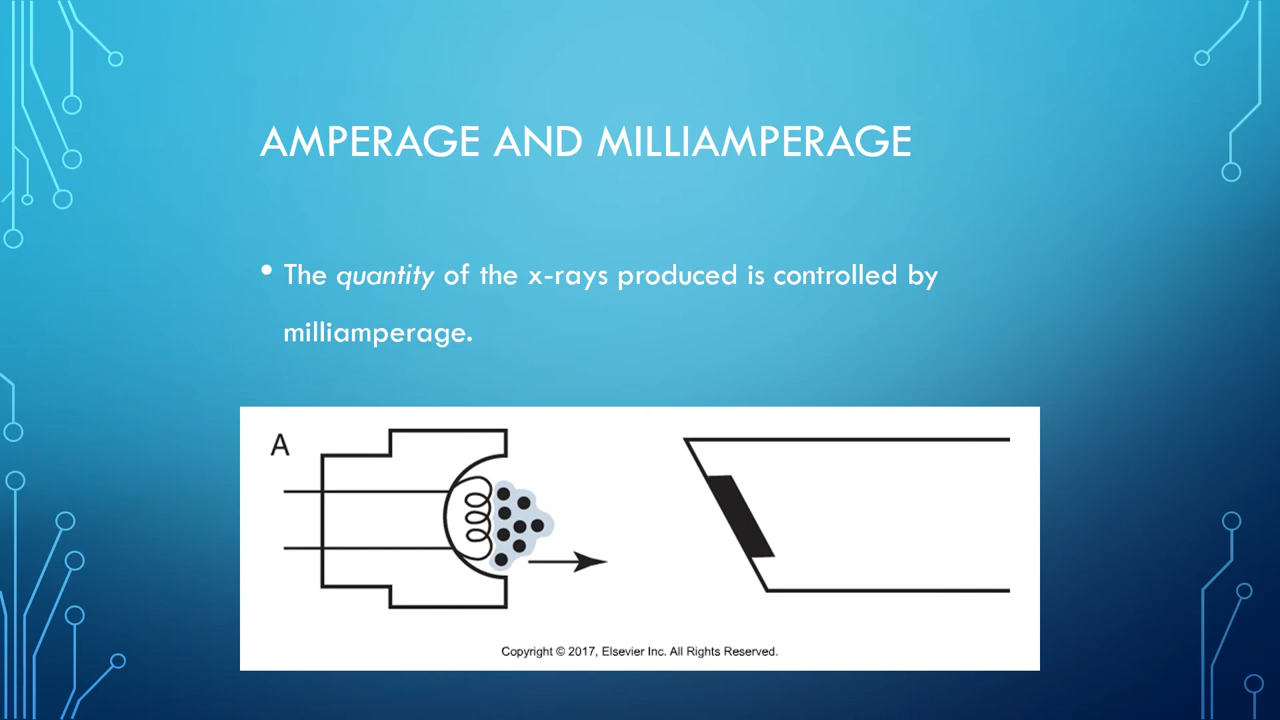 AMPERAGE AND MILLIAMPERAGE
• The quantity of the x-rays produced is controlled by
milliamperage.
A
Copyright © 2017, Elsevier Inc. All Rights Reserved.